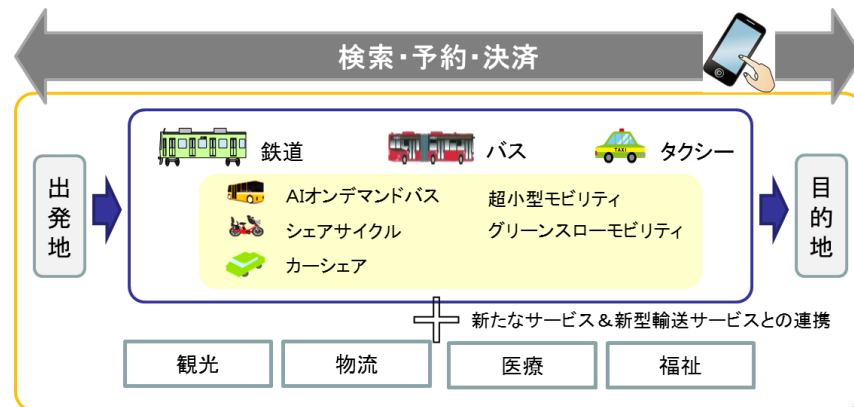 検索・予約・決済
鉄道
バス
TAXI
タクシー
出発地
AIオンデマンドバス
超小型モビリティ
シェアサイクル
グリーンスローモビリティ
カーシェア
目的地
新たなサービス&新型輸送サービスとの連携
観光
物流
医療
福祉